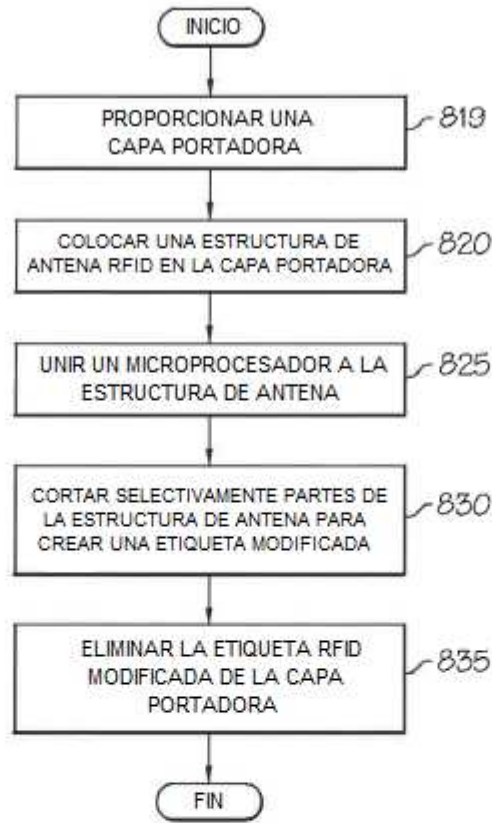 INICIO
PROPORCIONAR UNA
CAPA PORTADORA
819
COLOCAR UNA ESTRUCTURA DE
ANTENA RFID EN LA CAPA PORTADORA
820
UNIR UN MICROPROCESADOR A LA
ESTRUCTURA DE ANTENA
825
CORTAR SELECTIVAMENTE PARTES DE
LA ESTRUCTURA DE ANTENA PARA
CREAR UNA ETIQUETA MODIFICADA
830
ELIMINAR LA ETIQUETA RFID
MODIFICADA DE LA CAPA
PORTADORA
835
FIN